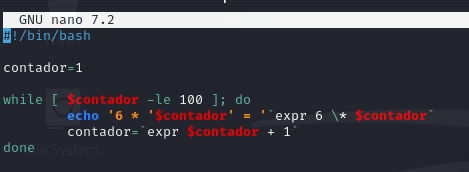 GNU nano 7.2
#!/bin/bash
contador=1
while [ $contador -le 100 ]; do
echo '6 * '$contador' = '`expr 6 \* $contador`
contador=`expr $contador + 1`
done